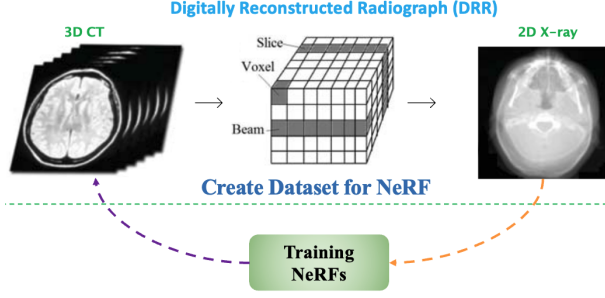 Digitally Reconstructed Radiograph (DRR)
3D CT
Slice
2D X-ray
Voxel
Beam
Create Dataset for NeRF
Training
NeRFs